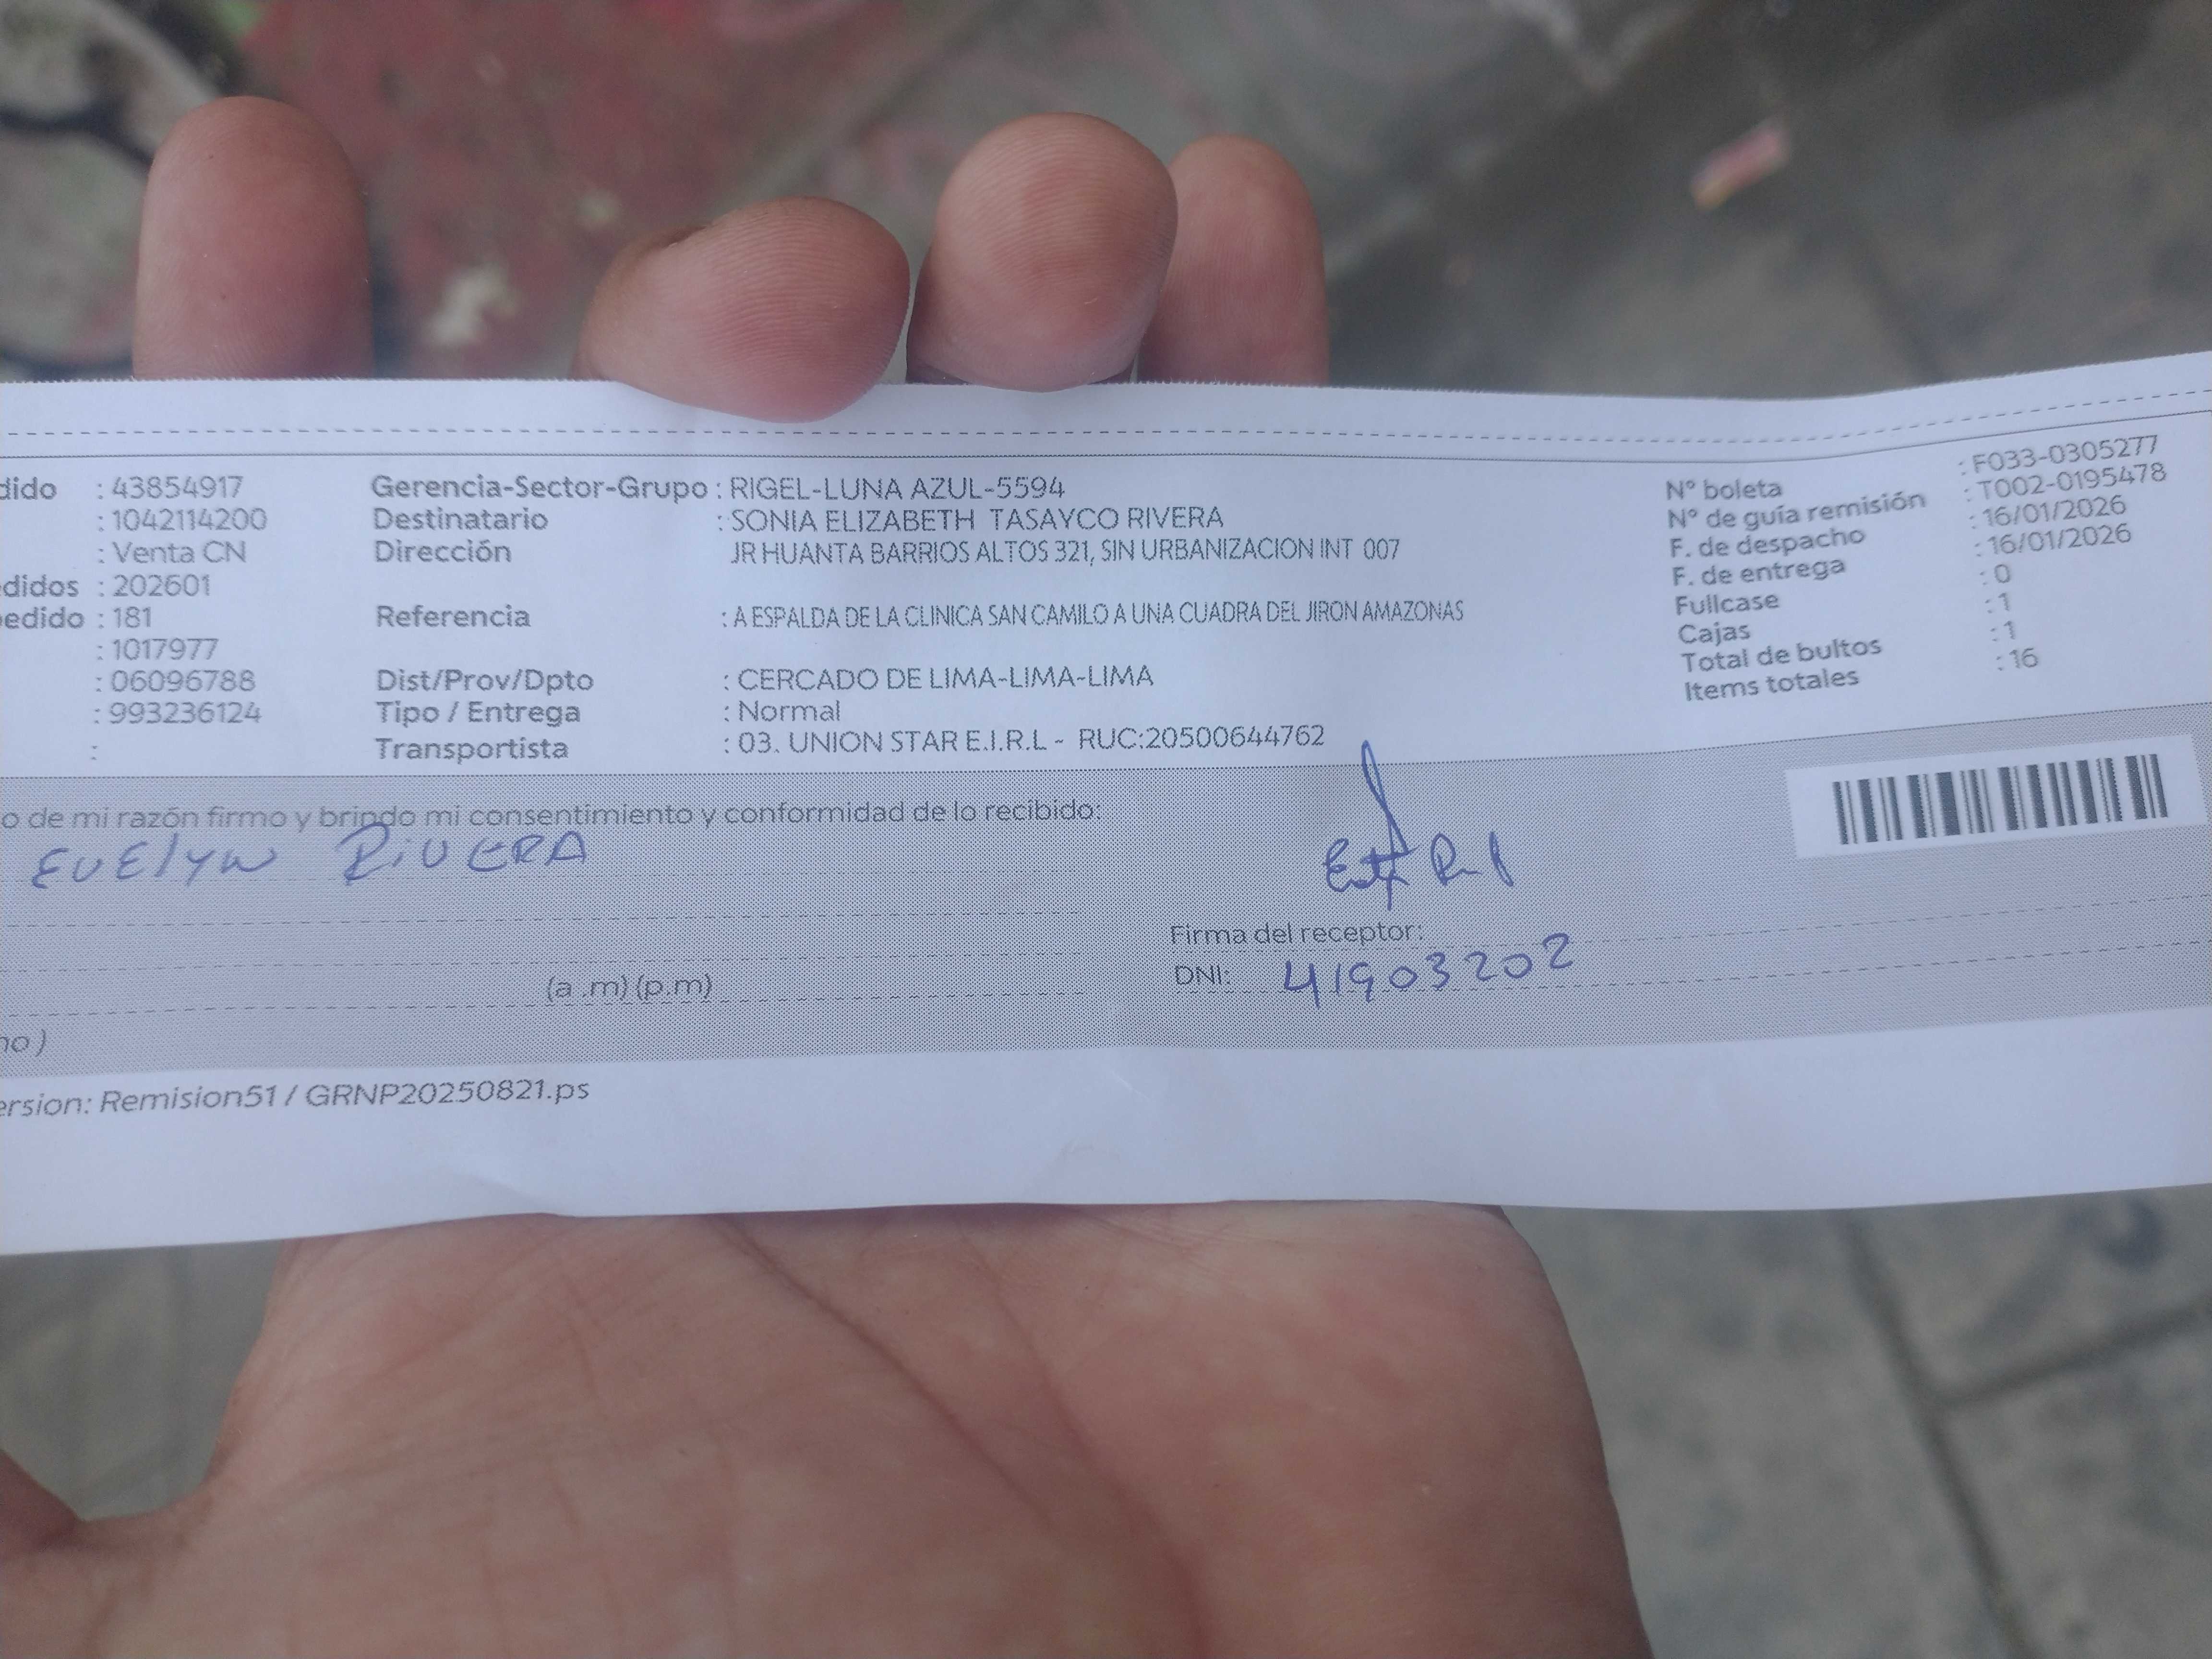 dido : 43854917 Gerencia-Sector-Grupo : RIGEL-LUNA AZUL-5594 N° boleta : F033-0305277
: 1042114200 Destinatario : SONIA ELIZABETH TASAYCO RIVERA N° de guía remisión : T002-0195478
: Venta CN Dirección JR HUANTA BARRIOS ALTOS 321, SIN URBANIZACION INT 007 F. de despacho : 16/01/2026
didos : 202601 F. de entrega : 16/01/2026
edido : 181 Referencia : A ESPALDA DE LA CLINICA SAN CAMILO A UNA CUADRA DEL JIRON AMAZONAS Fullcase : 0
: 1017977 Cajas : 1
: 06096788 Dist/Prov/Dpto : CERCADO DE LIMA-LIMA-LIMA Total de bultos : 1
: 993236124 Tipo / Entrega : Normal Items totales : 16
: Transportista : 03. UNION STAR E.I.R.L - RUC:20500644762
o de mi razón firmo y brindo mi consentimiento y conformidad de lo recibido:
EVElyN RIVERA
Firma del receptor:
(a .m) (p.m) DNI: 41903202
no )
ersion: Remision51 / GRNP20250821.ps